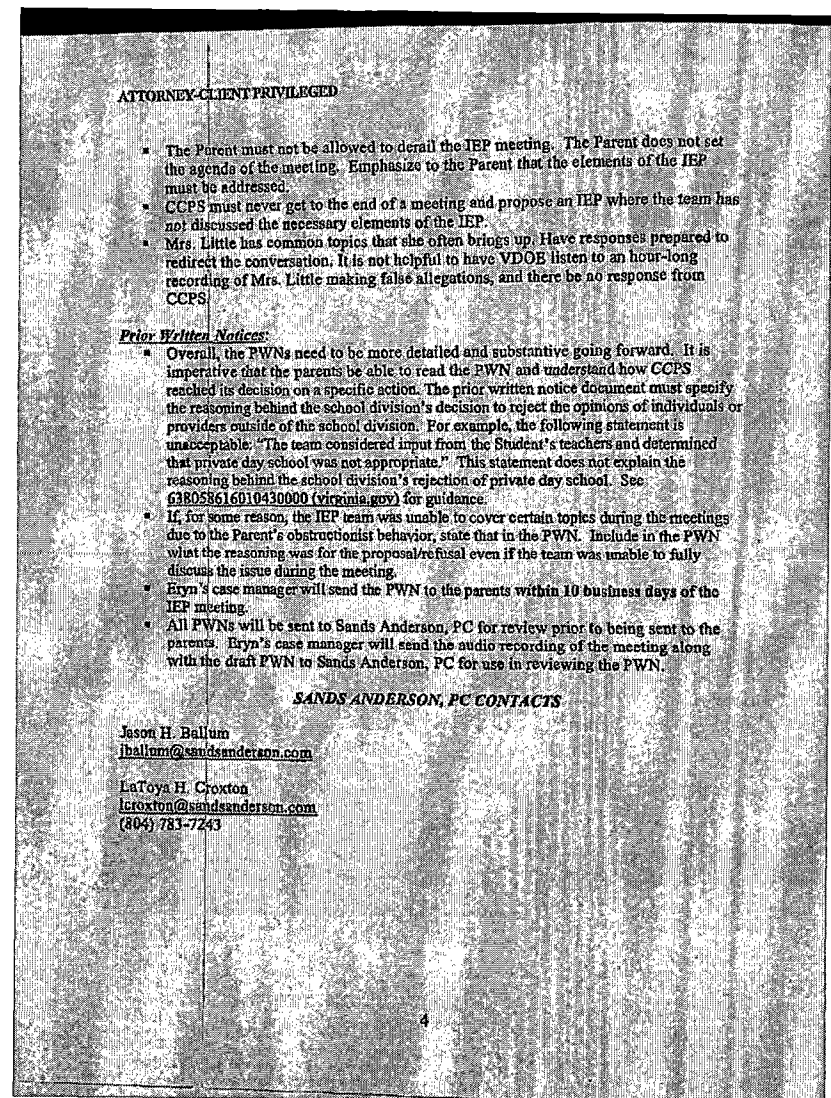 ATTORNEY-CLIENT PRIVILEGED
▪ The Parent must not be allowed to derail the IEP meeting. The Parent does not set
the agenda of the meeting. Emphasize to the Parent that the elements of the IEP
must be addressed.
▪ CCPS must never get to the end of a meeting and propose an IEP where the team has
not discussed the necessary elements of the IEP.
▪ Mrs. Little has common topics that she often brings up. Have responses prepared to
redirect the conversation. It is not helpful to have VDOE listen to an hour-long
recording of Mrs. Little making false allegations, and there be no response from
CCPS.
Prior Written Notices:
▪ Overall, the PWNs need to be more detailed and substantive going forward. It is
imperative that the parents be able to read the PWN and understand how CCPS
reached its decision on a specific action. The prior written notice document must specify
the reasoning behind the school division's decision to reject the opinions of individuals or
providers outside of the school division. For example, the following statement is
unacceptable: "The team considered input from the Student's teachers and determined
that private day school was not appropriate." This statement does not explain the
reasoning behind the school division's rejection of private day school. See
638058616010430000 (virginia.gov) for guidance.
▪ If, for some reason, the IEP team was unable to cover certain topics during the meetings
due to the Parent's obstructionist behavior, state that in the PWN. Include in the PWN
what the reasoning was for the proposal/refusal even if the team was unable to fully
discuss the issue during the meeting.
▪ Eryn's case manager will send the PWN to the parents within 10 business days of the
IEP meeting.
▪ All PWNs will be sent to Sands Anderson, PC for review prior to being sent to the
parents. Eryn's case manager will send the audio recording of the meeting along
with the draft PWN to Sands Anderson, PC for use in reviewing the PWN.
SANDS ANDERSON, PC CONTACTS
Jason H. Ballum
jballum@sandsanderson.com
LaToya H. Croxton
lcroxton@sandsanderson.com
(804) 783-7243
4